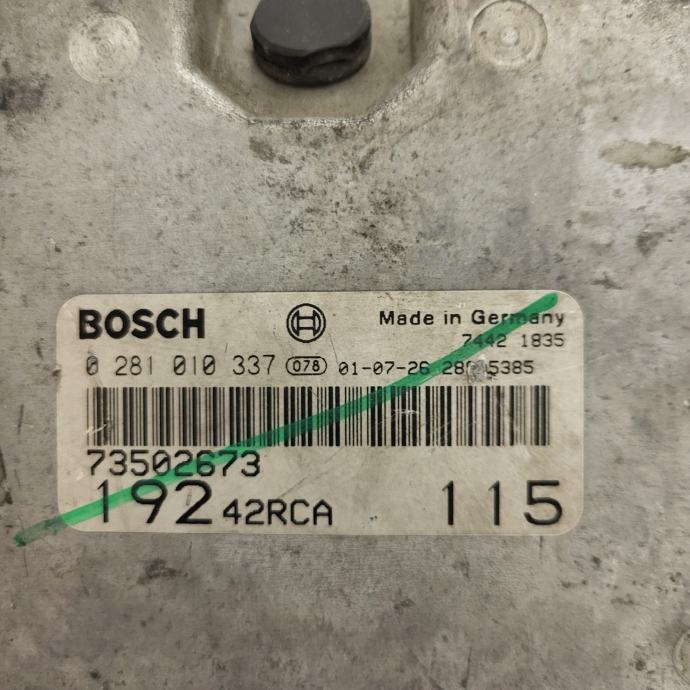 BOSCH Made in Germany
7442 1835
0 281 010 337 078 01-07-26
73502673
192 42RCA 115